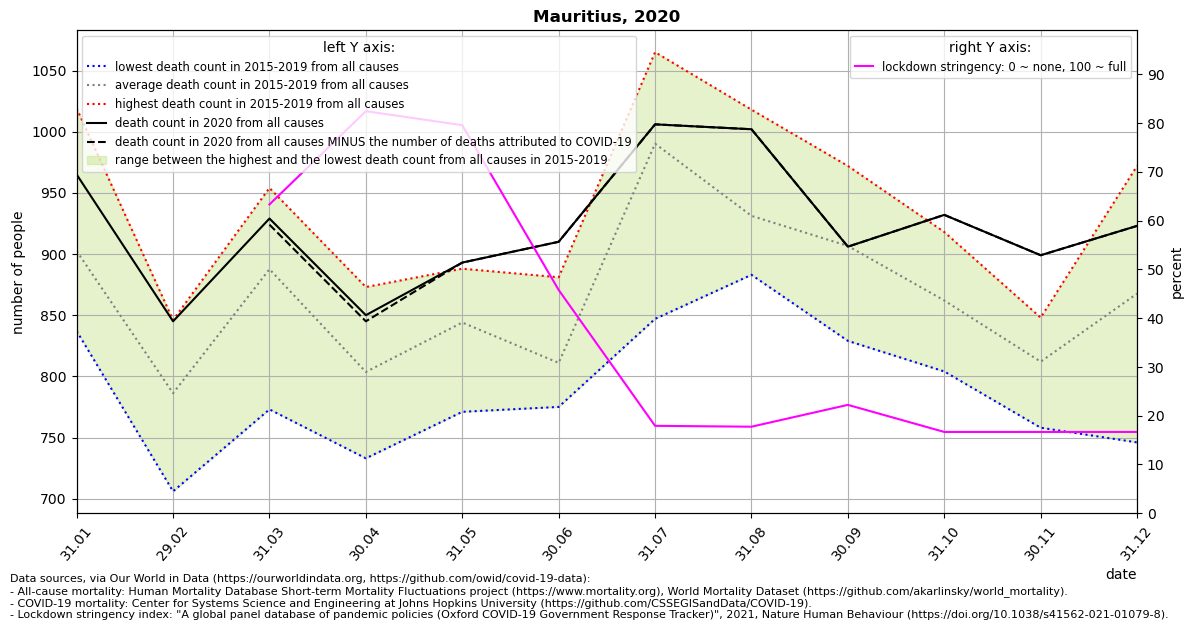 Mauritius, 2020
left Y axis:
lowest death count in 2015-2019 from all causes
average death count in 2015-2019 from all causes
highest death count in 2015-2019 from all causes
death count in 2020 from all causes
death count in 2020 from all causes MINUS the number of deaths attributed to COVID-19
range between the highest and the lowest death count from all causes in 2015-2019
right Y axis:
lockdown stringency: 0 ~ none, 100 ~ full
number of people
1050
1000
950
900
850
800
750
700
percent
90
80
70
60
50
40
30
20
10
0
31.01
29.02
31.03
30.04
31.05
30.06
31.07
31.08
30.09
31.10
30.11
31.12
date
Data sources, via Our World in Data (https://ourworldindata.org, https://github.com/owid/covid-19-data):
- All-cause mortality: Human Mortality Database Short-term Mortality Fluctuations project (https://www.mortality.org), World Mortality Dataset (https://github.com/akarlinsky/world_mortality).
- COVID-19 mortality: Center for Systems Science and Engineering at Johns Hopkins University (https://github.com/CSSEGISandData/COVID-19).
- Lockdown stringency index: "A global panel database of pandemic policies (Oxford COVID-19 Government Response Tracker)", 2021, Nature Human Behaviour (https://doi.org/10.1038/s41562-021-01079-8).